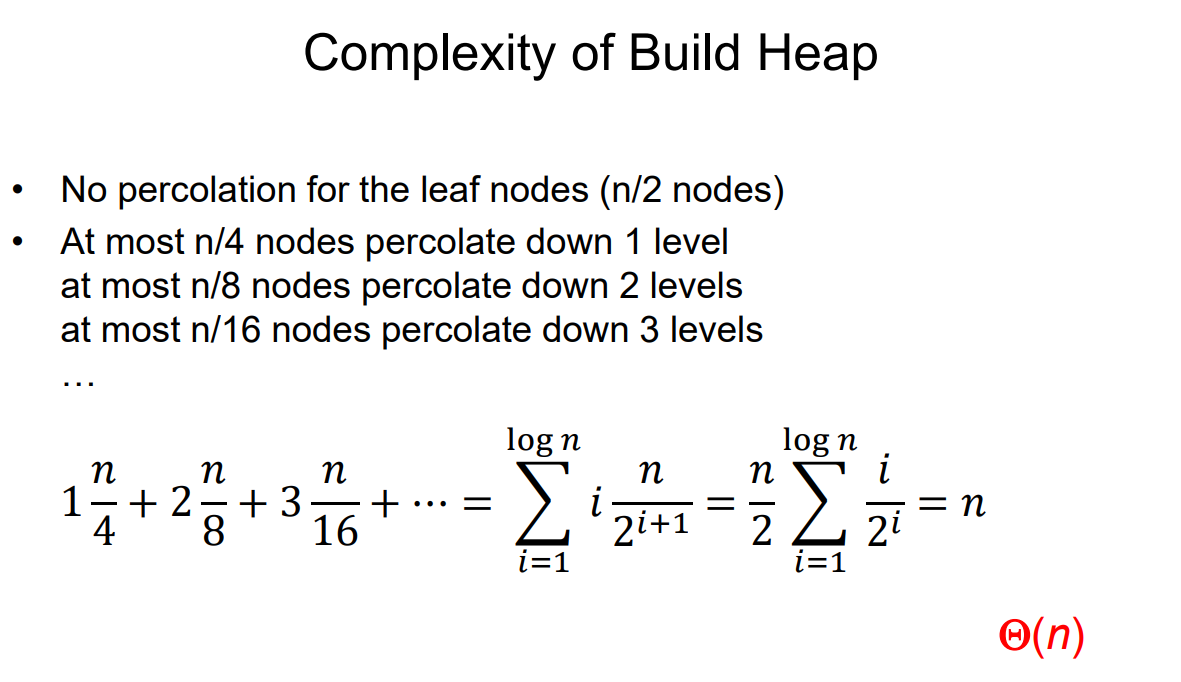 Complexity of Build Heap
• No percolation for the leaf nodes (n/2 nodes)
• At most n/4 nodes percolate down 1 level
at most n/8 nodes percolate down 2 levels
at most n/16 nodes percolate down 3 levels
…
$1\frac{n}{4} + 2\frac{n}{8} + 3\frac{n}{16} + \cdots = \sum_{i=1}^{\log n} i\frac{n}{2^{i+1}} = \frac{n}{2}\sum_{i=1}^{\log n}\frac{i}{2^i} = n$
Θ(n)